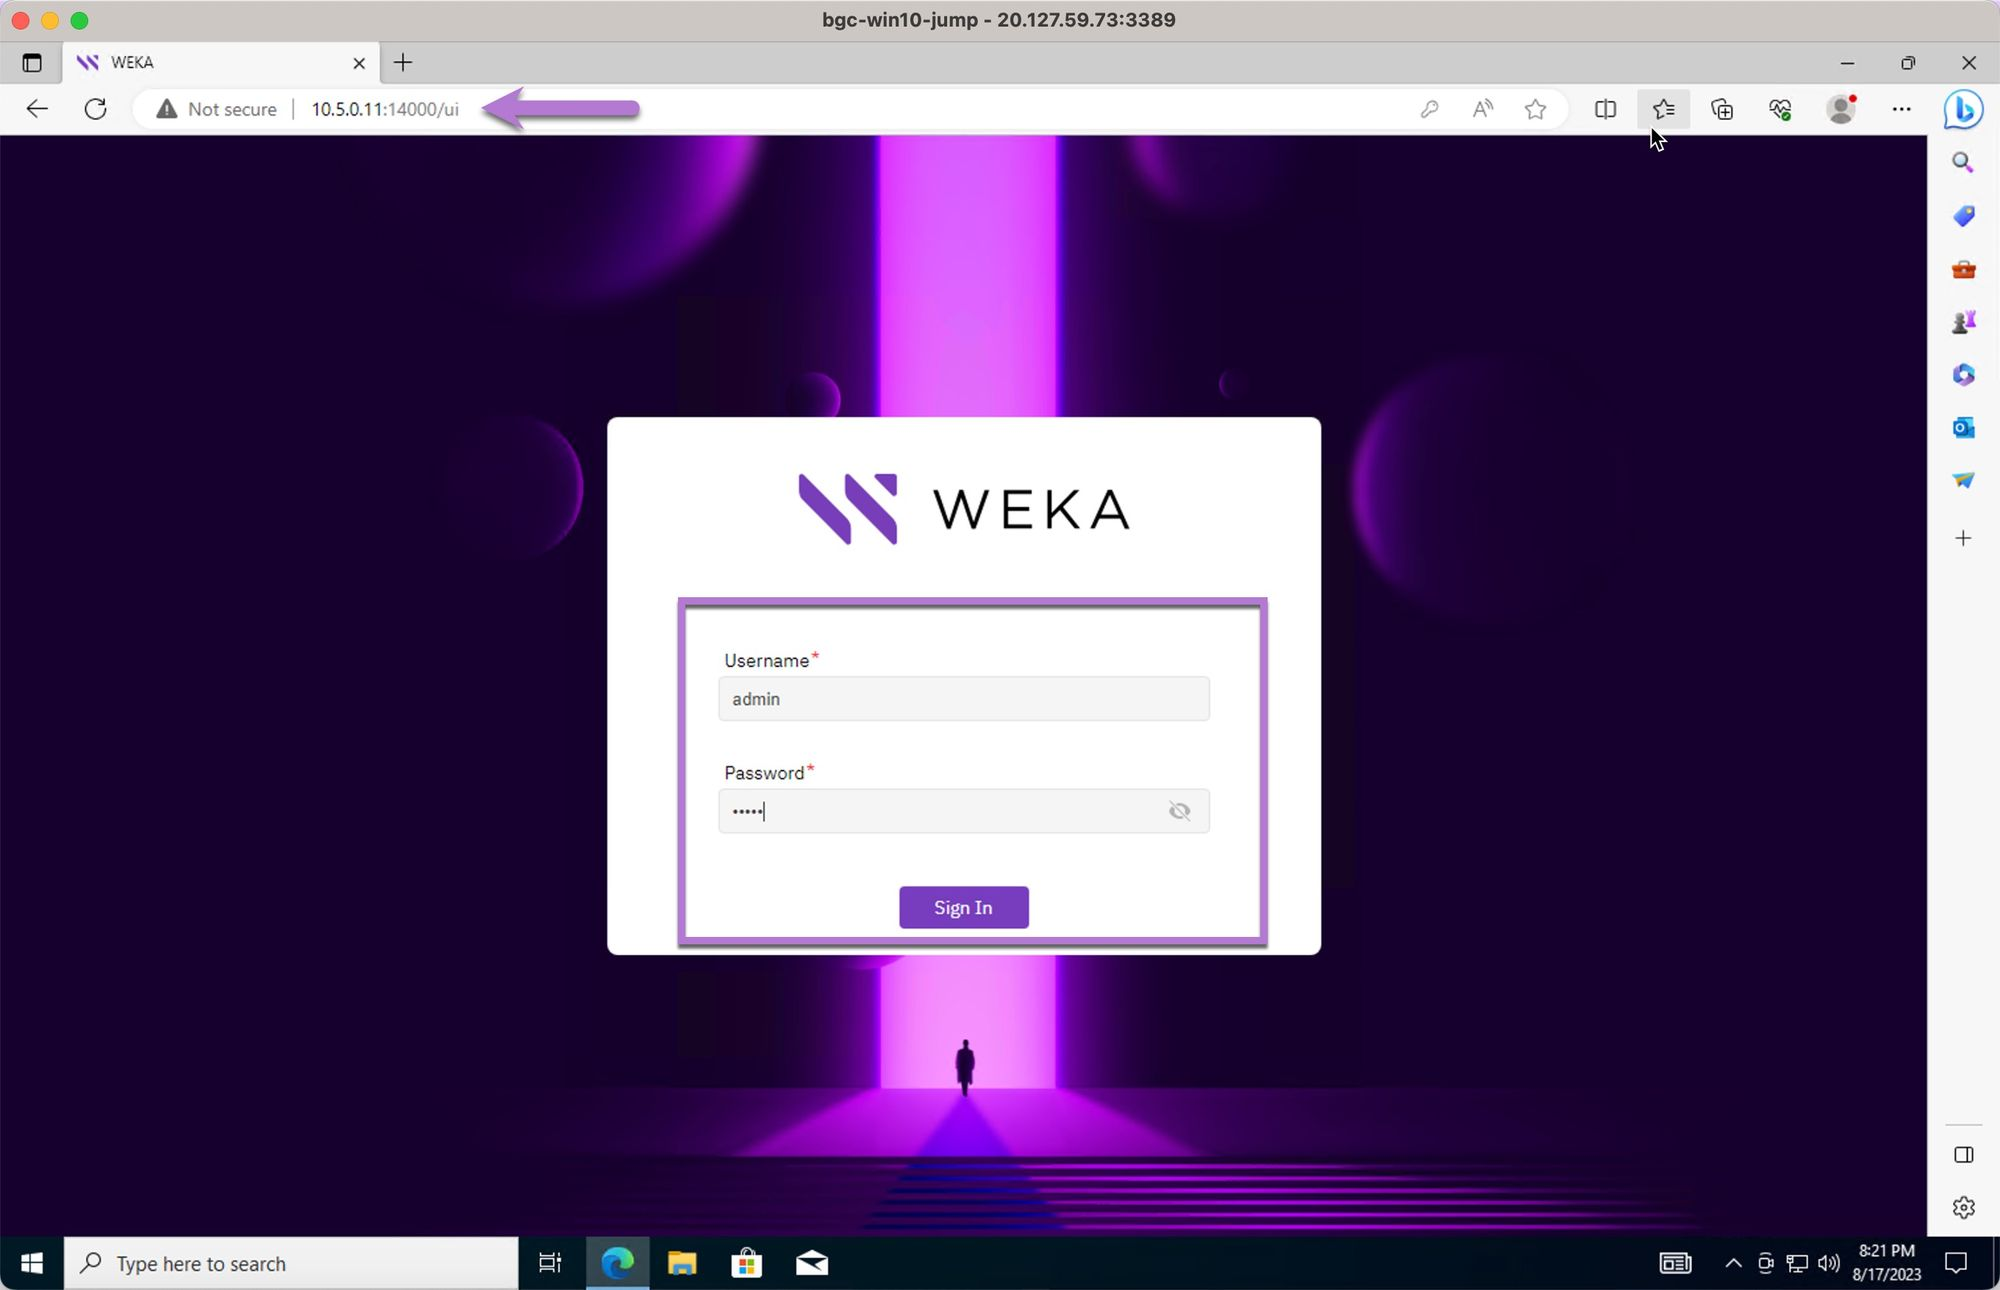 bgc-win10-jump - 20.127.59.73:3389
WEKA
Not secure
10.5.0.11:14000/ui
WEKA
Username*
admin
Password*
•••••
Sign In
Type here to search
8:21 PM
8/17/2023